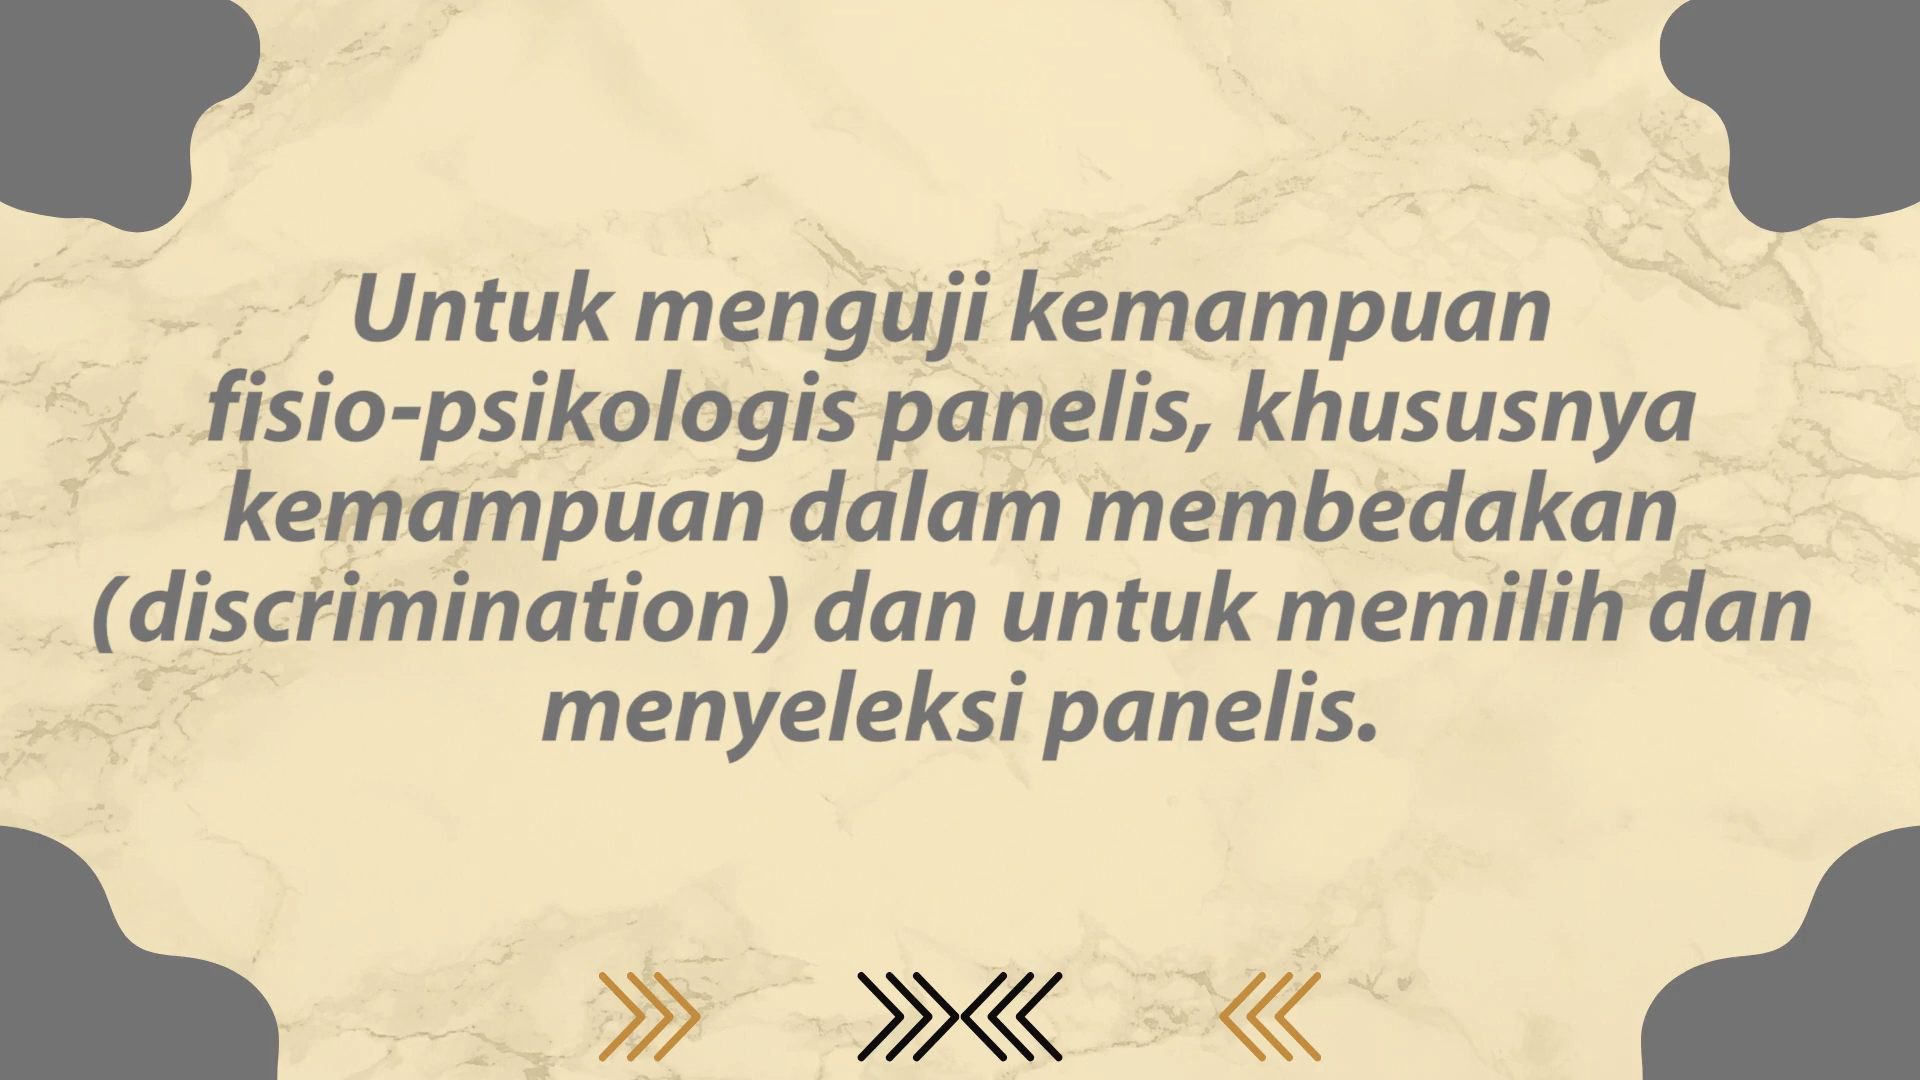 Untuk menguji kemampuan
fisio-psikologis panelis, khususnya
kemampuan dalam membedakan
(discrimination) dan untuk memilih dan
menyeleksi panelis.